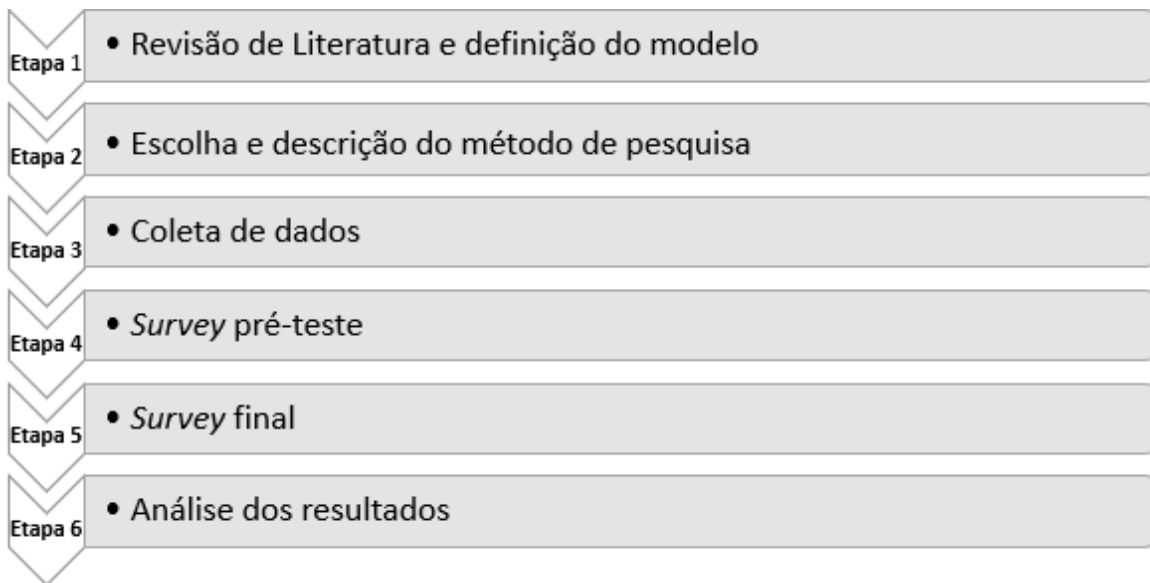 Etapa 1
• Revisão de Literatura e definição do modelo
Etapa 2
• Escolha e descrição do método de pesquisa
Etapa 3
• Coleta de dados
Etapa 4
• Survey pré-teste
Etapa 5
• Survey final
Etapa 6
• Análise dos resultados